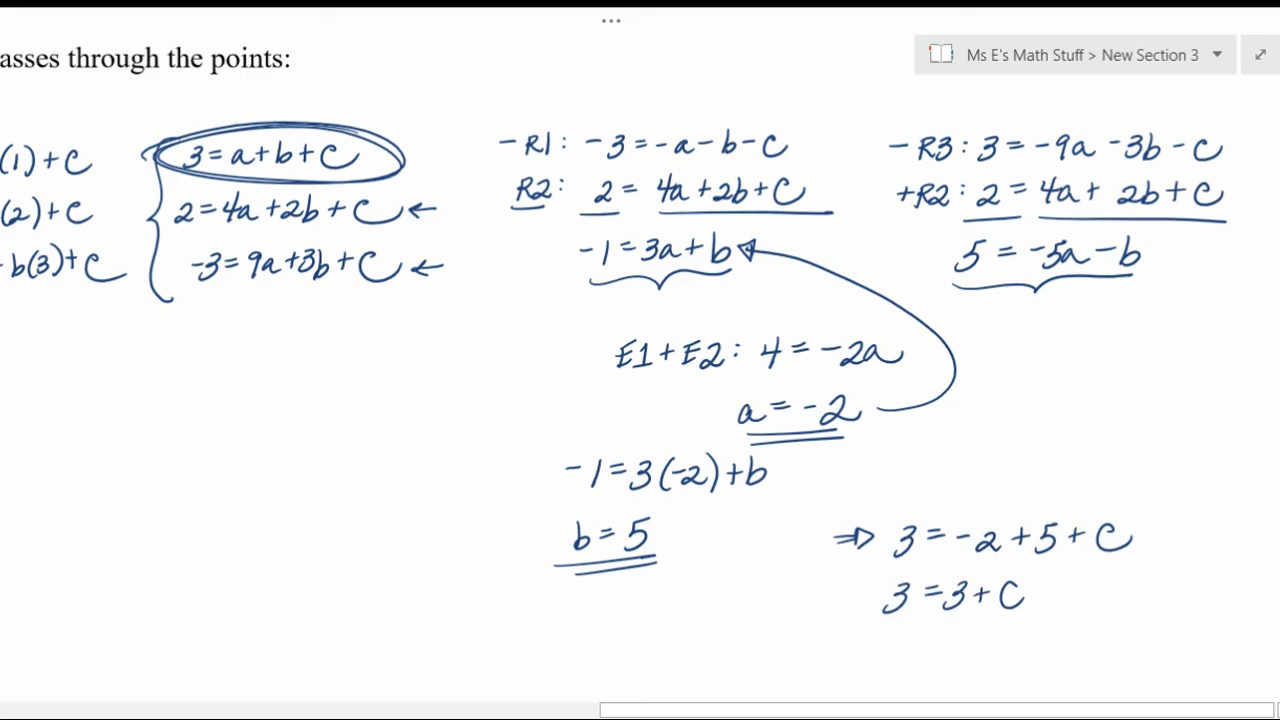 asses through the points:
Ms E's Math Stuff > New Section 3
(1)+C
(2)+C
b(3)+C
3=a+b+C
2=4a+2b+C←
-3=9a+3b+C←
-R1: -3=-a-b-C
R2: 2=4a+2b+C
-1=3a+b
-R3: 3=-9a-3b-C
+R2: 2=4a+2b+C
5=-5a-b
E1+E2: 4=-2a
a=-2
-1=3(-2)+b
b=5
⇒ 3=-2+5+C
3=3+C